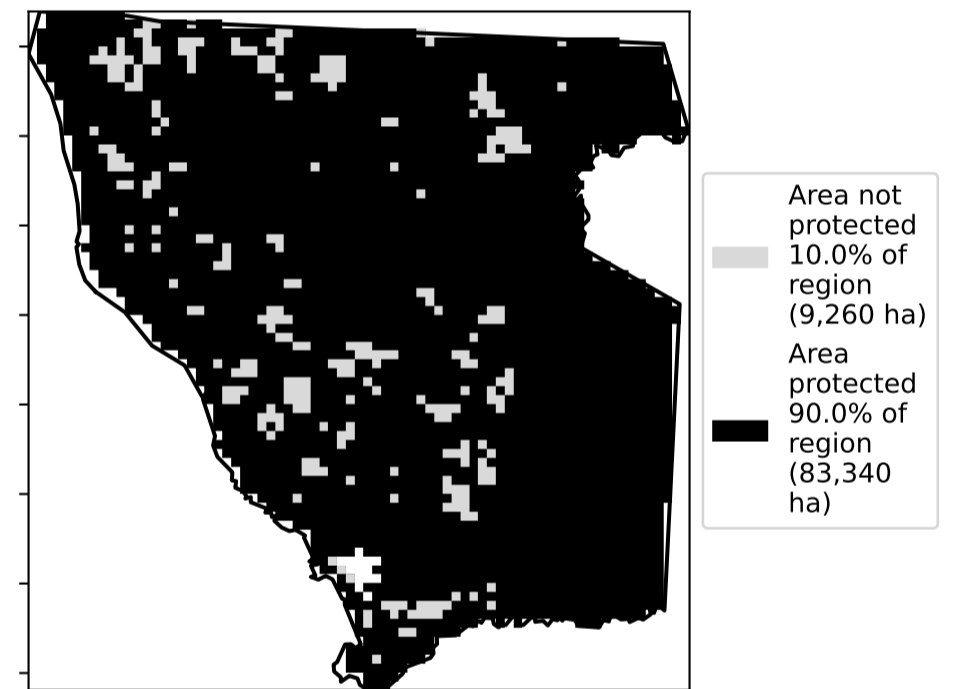 Area not
protected
10.0% of
region
(9,260 ha)
Area
protected
90.0% of
region
(83,340
ha)